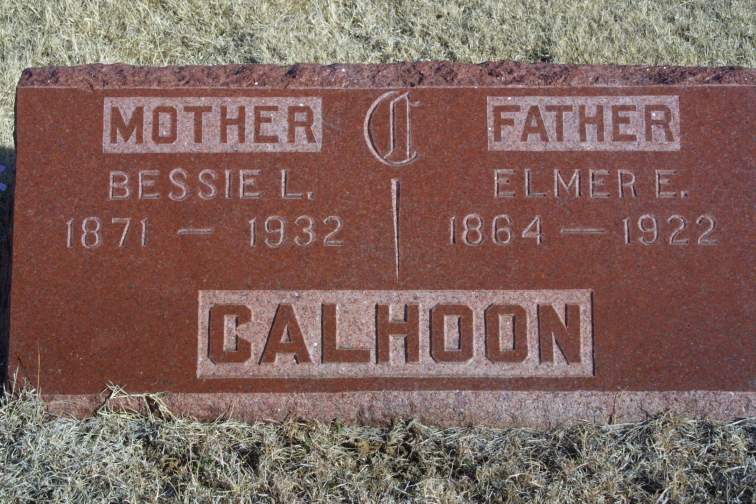 MOTHER
BESSIE L.
1871 — 1932
C
FATHER
ELMER E.
1864 — 1922
CALHOON